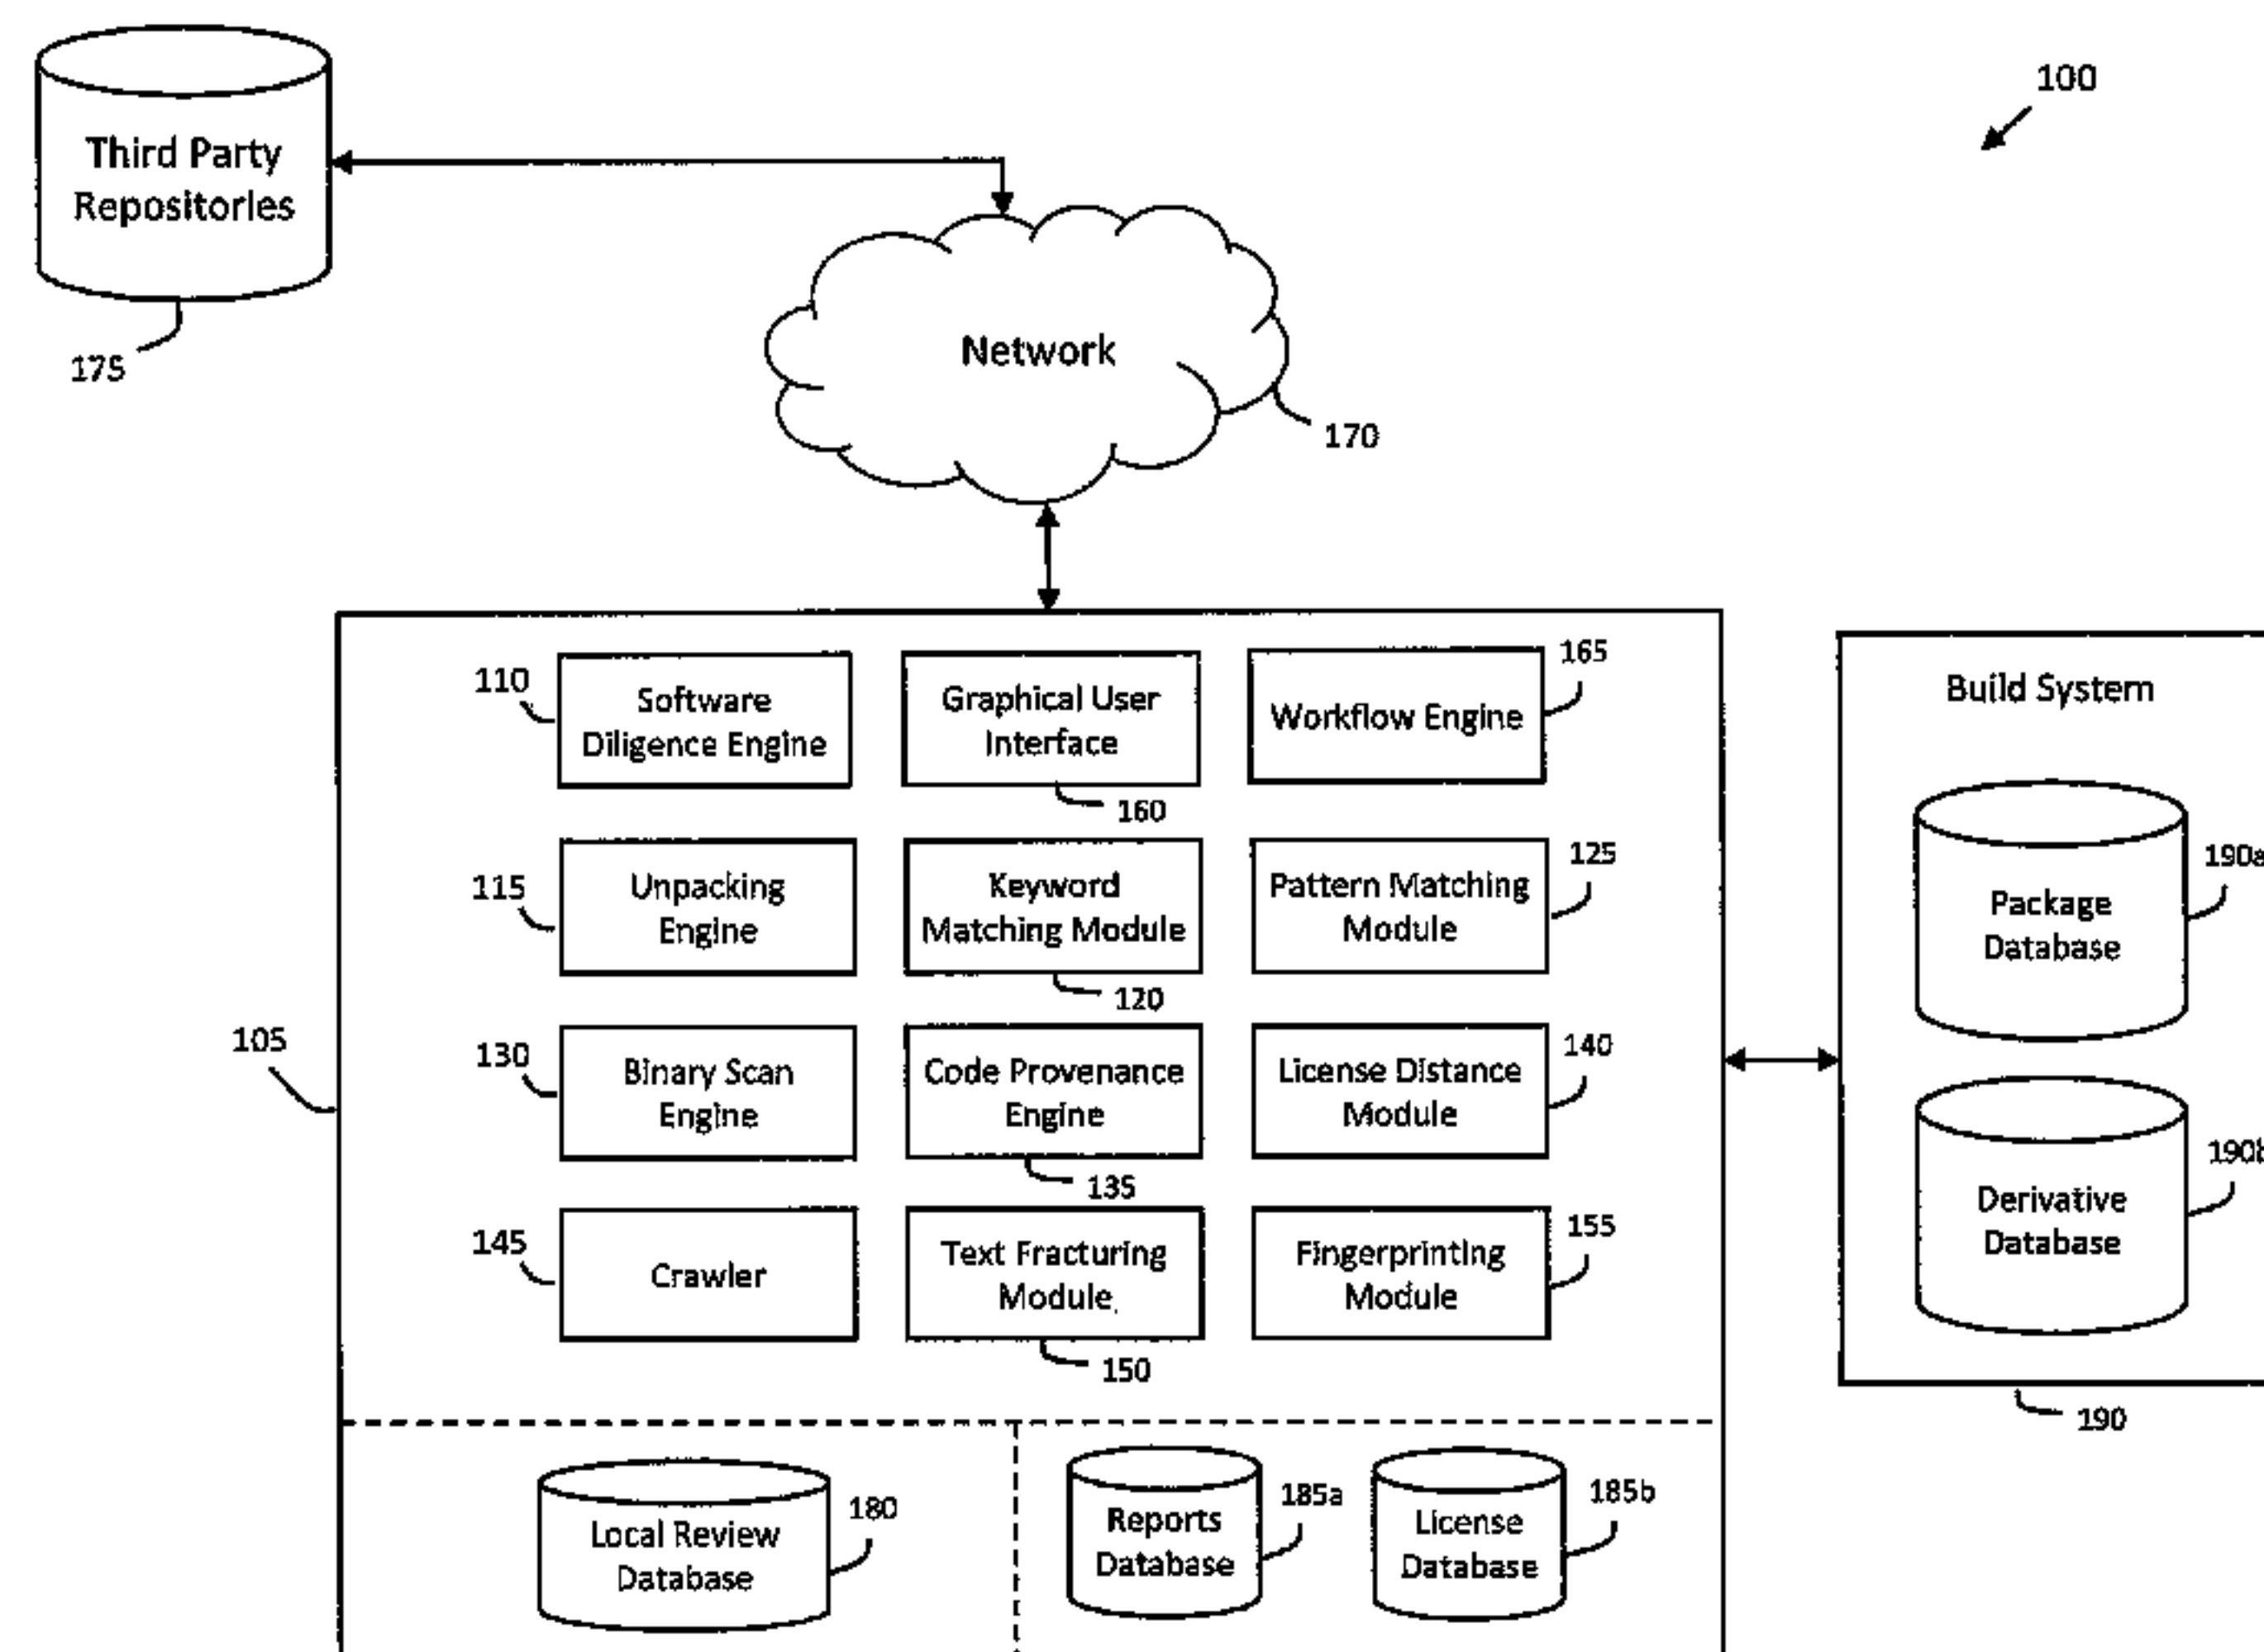 100
Third Party
Repositories
175
Network
170
110
Software
Diligence Engine
Graphical User
Interface
160
Workflow Engine
165
Build System
115
Unpacking
Engine
Keyword
Matching Module
120
Pattern Matching
Module
125
Package
Database
190a
105
130
Binary Scan
Engine
Code Provenance
Engine
135
License Distance
Module
140
Derivative
Database
190b
145
Crawler
Text Fracturing
Module
150
Fingerprinting
Module
155
190
Local Review
Database
180
Reports
Database
185a
License
Database
185b